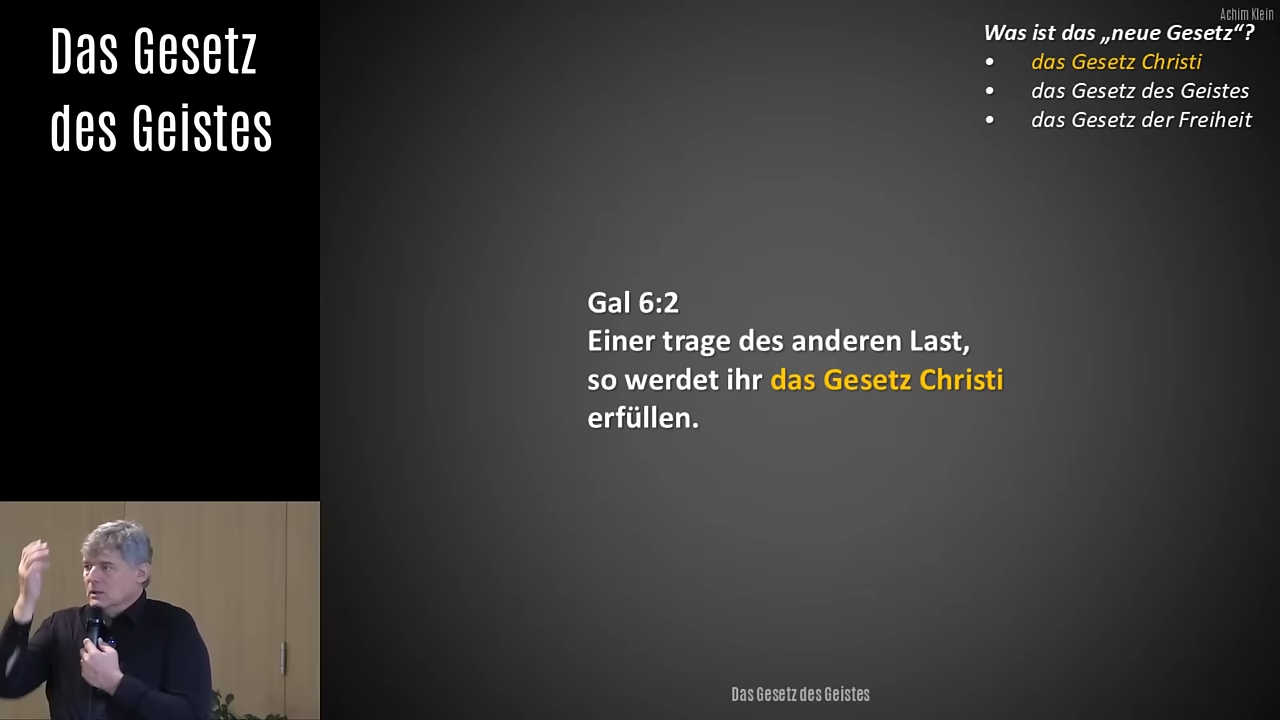 Das Gesetz
des Geistes
Achim Klein
Was ist das „neue Gesetz“?
• das Gesetz Christi
• das Gesetz des Geistes
• das Gesetz der Freiheit
Gal 6:2
Einer trage des anderen Last,
so werdet ihr das Gesetz Christi
erfüllen.
Das Gesetz des Geistes